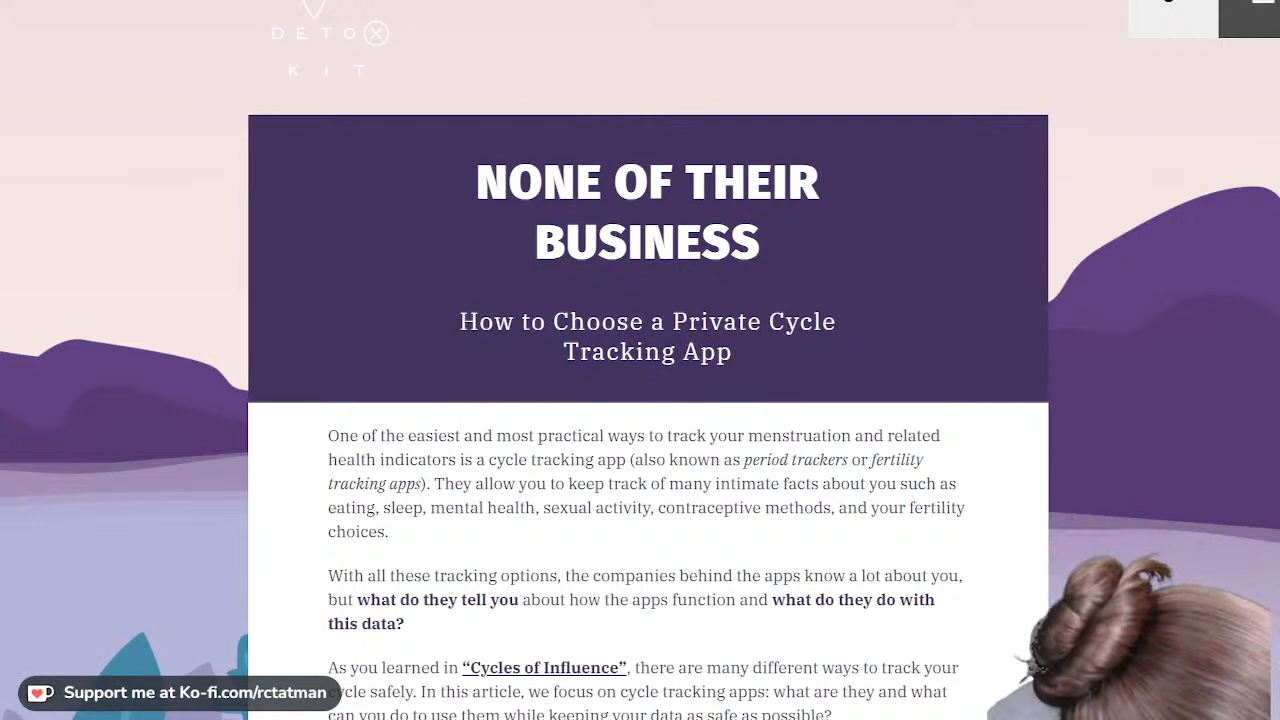 DETOX
KIT
NONE OF THEIR
BUSINESS
How to Choose a Private Cycle
Tracking App
One of the easiest and most practical ways to track your menstruation and related
health indicators is a cycle tracking app (also known as period trackers or fertility
tracking apps). They allow you to keep track of many intimate facts about you such as
eating, sleep, mental health, sexual activity, contraceptive methods, and your fertility
choices.
With all these tracking options, the companies behind the apps know a lot about you,
but what do they tell you about how the apps function and what do they do with
this data?
As you learned in “Cycles of Influence”, there are many different ways to track your
cycle safely. In this article, we focus on cycle tracking apps: what are they and what
can you do to use them while keeping your data as safe as possible?
Support me at Ko-fi.com/rctatman